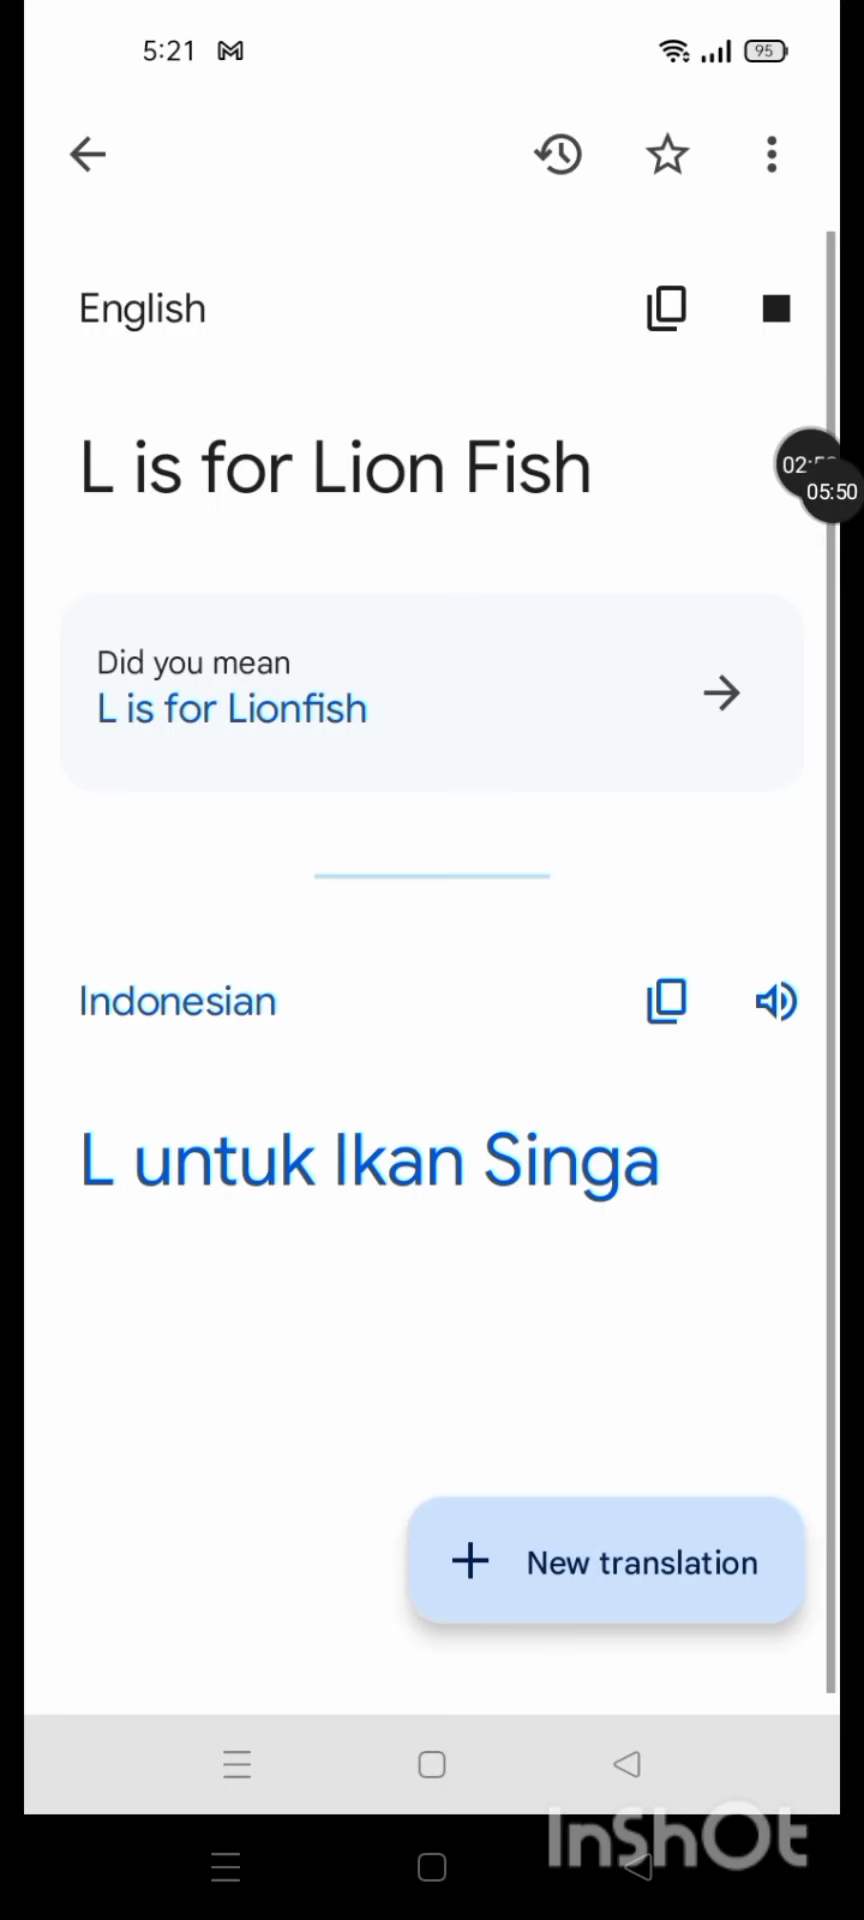 5:21
95
English
L is for Lion Fish
05:50
Did you mean
L is for Lionfish
Indonesian
L untuk Ikan Singa
New translation
InShOt